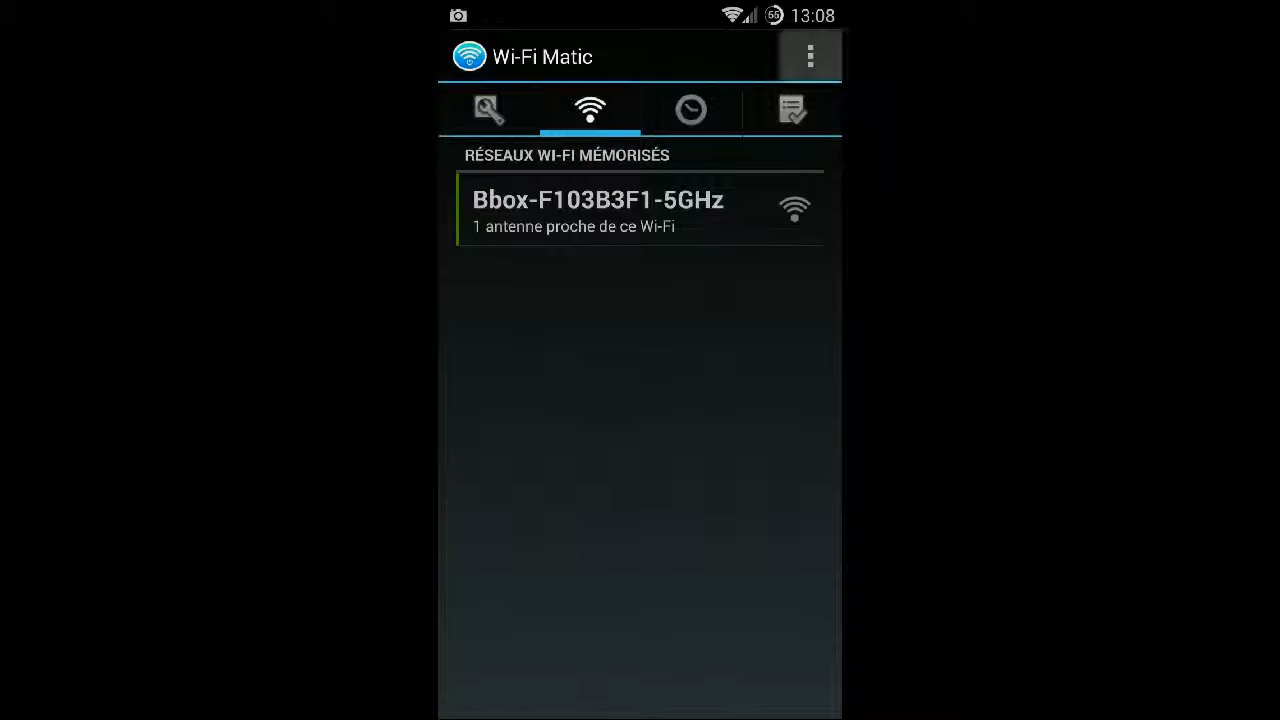 55 13:08
Wi-Fi Matic
RÉSEAUX WI-FI MÉMORISÉS
Bbox-F103B3F1-5GHz
1 antenne proche de ce Wi-Fi